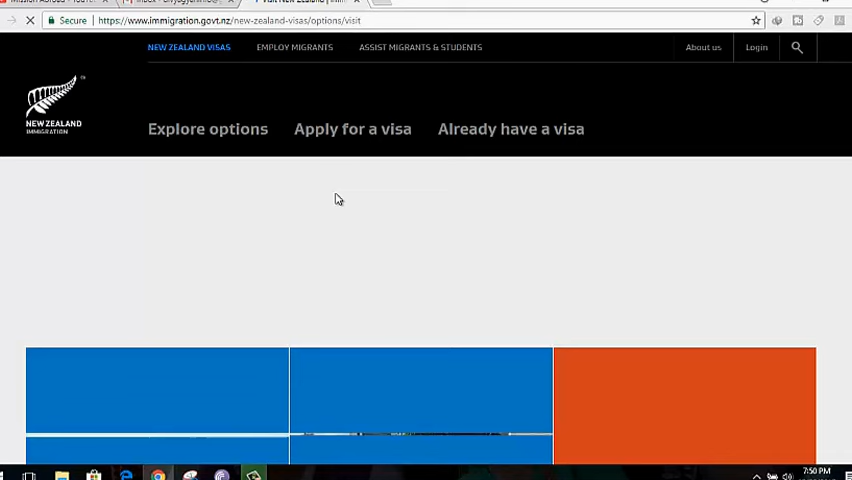 Secure https://www.immigration.govt.nz/new-zealand-visas/options/visit
NEW ZEALAND VISAS EMPLOY MIGRANTS ASSIST MIGRANTS & STUDENTS About us Login
NEW ZEALAND
IMMIGRATION
Explore options Apply for a visa Already have a visa
7:50 PM